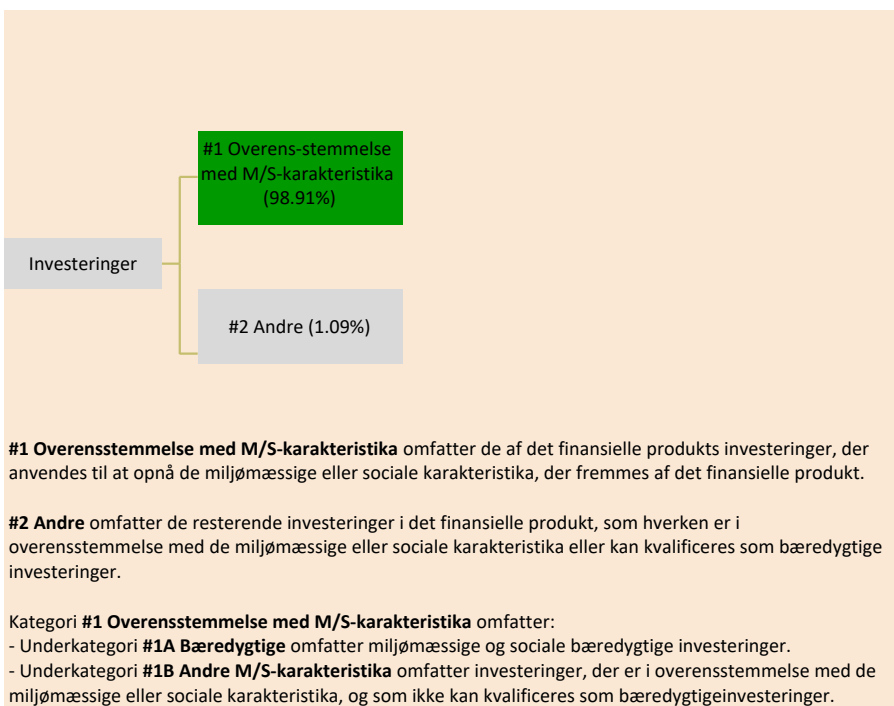 #1 Overens-stemmelse
med M/S-karakteristika
(98.91%)
Investeringer
#2 Andre (1.09%)
#1 Overensstemmelse med M/S-karakteristika omfatter de af det finansielle produkts investeringer, der
anvendes til at opnå de miljømæssige eller sociale karakteristika, der fremmes af det finansielle produkt.
#2 Andre omfatter de resterende investeringer i det finansielle produkt, som hverken er i
overensstemmelse med de miljømæssige eller sociale karakteristika eller kan kvalificeres som bæredygtige
investeringer.
Kategori #1 Overensstemmelse med M/S-karakteristika omfatter:
- Underkategori #1A Bæredygtige omfatter miljømæssige og sociale bæredygtige investeringer.
- Underkategori #1B Andre M/S-karakteristika omfatter investeringer, der er i overensstemmelse med de
miljømæssige eller sociale karakteristika, og som ikke kan kvalificeres som bæredygtigeinvesteringer.